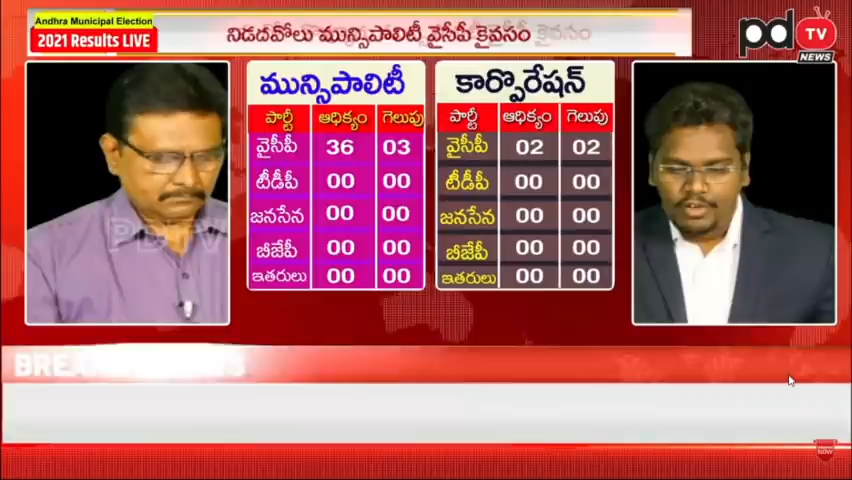 Andhra Municipal Election
2021 Results LIVE
నిడదవోలు మున్సిపాలిటీ వైసీపీ కైవసం
pd TV
NEWS
మున్సిపాలిటీ
పార్టీ ఆధిక్యం గెలుపు
వైసీపీ 36 03
టీడీపీ 00 00
జనసేన 00 00
బీజేపీ 00 00
ఇతరులు 00 00
కార్పొరేషన్
పార్టీ ఆధిక్యం గెలుపు
వైసీపీ 02 02
టీడీపీ 00 00
జనసేన 00 00
బీజేపీ 00 00
ఇతరులు 00 00
PDTV
NOW